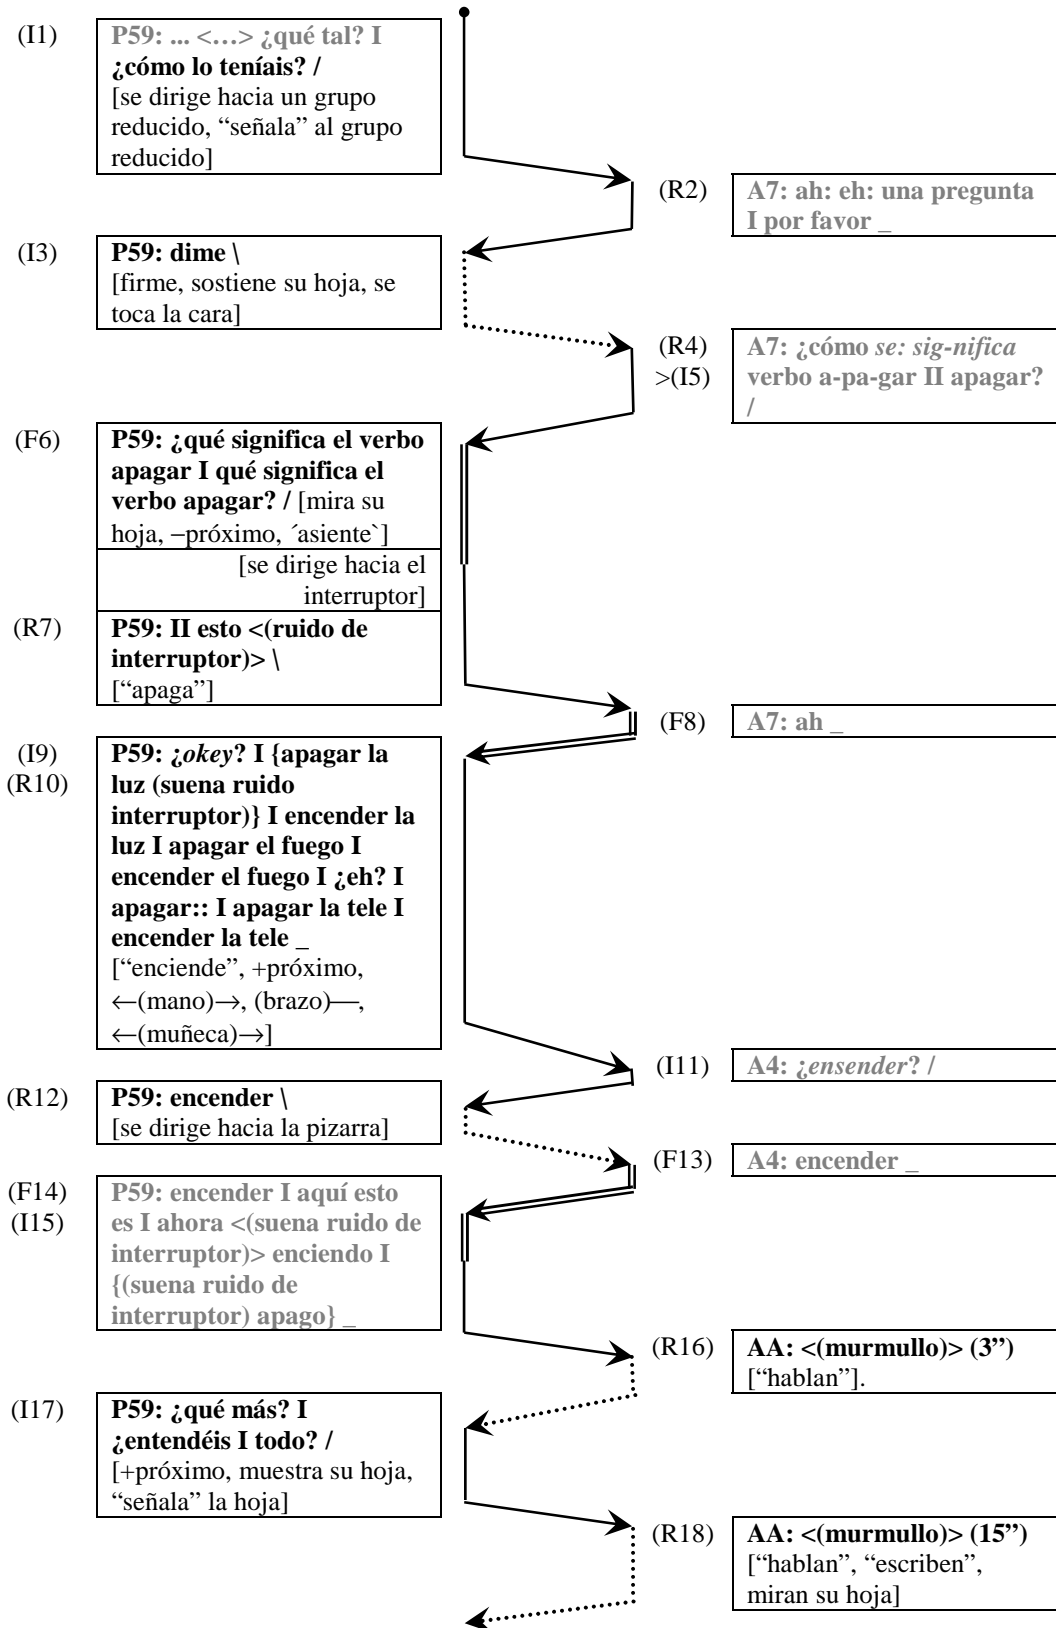 (I1)
P59: ... <…> ¿qué tal? I
¿cómo lo teníais? /
[se dirige hacia un grupo
reducido, “señala” al grupo
reducido]
(R2)
A7: ah: eh: una pregunta
I por favor _
(I3)
P59: dime \
[firme, sostiene su hoja, se
toca la cara]
(R4)
>(I5)
A7: ¿cómo se: sig-nifica
verbo a-pa-gar II apagar?
/
(F6)
P59: ¿qué significa el verbo
apagar I qué significa el
verbo apagar? / [mira su
hoja, −próximo, ´asiente`]
[se dirige hacia el
interruptor]
(R7)
P59: II esto <(ruido de
interruptor)> \
[“apaga”]
(F8)
A7: ah _
(I9)
(R10)
P59: ¿okey? I {apagar la
luz (suena ruido
interruptor)} I encender la
luz I apagar el fuego I
encender el fuego I ¿eh? I
apagar:: I apagar la tele I
encender la tele _
[“enciende”, +próximo,
←(mano)→, (brazo)—,
←(muñeca)→]
(I11)
A4: ¿ensender? /
(R12)
P59: encender \
[se dirige hacia la pizarra]
(F13)
A4: encender _
(F14)
(I15)
P59: encender I aquí esto
es I ahora <(suena ruido de
interruptor)> enciendo I
{(suena ruido de
interruptor) apago} _
(R16)
AA: <(murmullo)> (3”)
[“hablan”].
(I17)
P59: ¿qué más? I
¿entendéis I todo? /
[+próximo, muestra su hoja,
“señala” la hoja]
(R18)
AA: <(murmullo)> (15”)
[“hablan”, “escriben”,
miran su hoja]